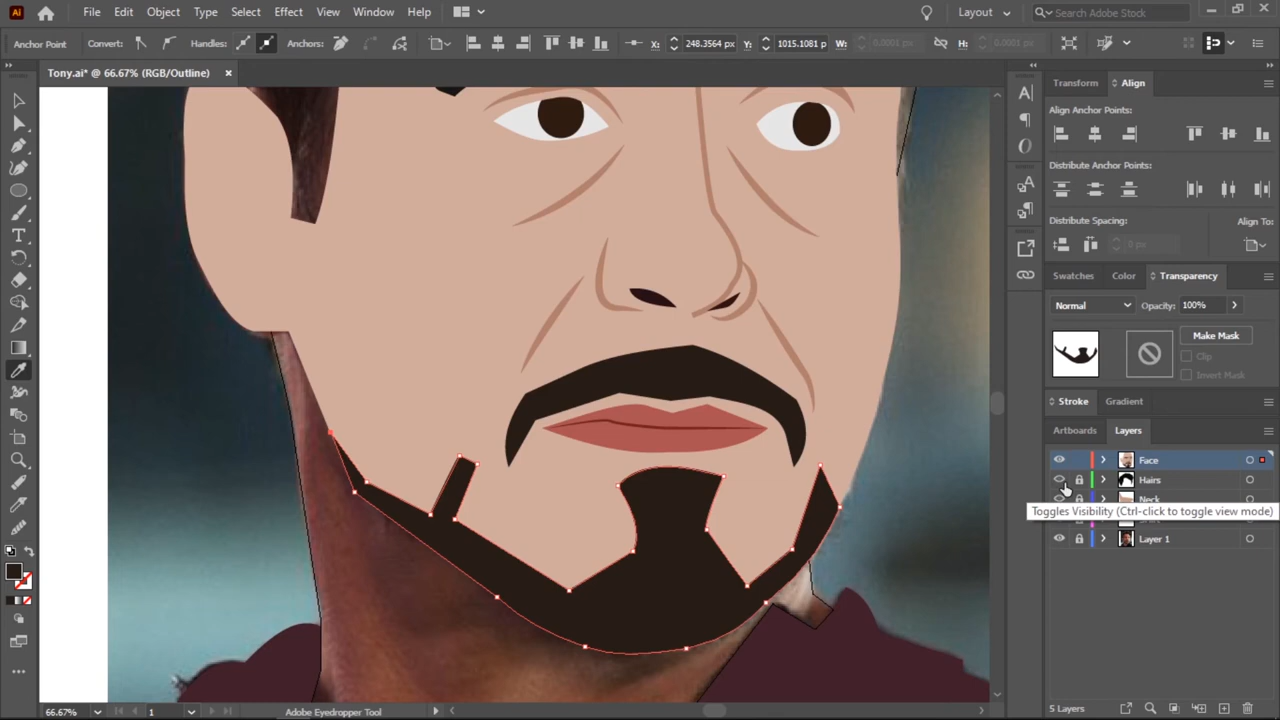 Ai File Edit Object Type Select Effect View Window Help Layout Search Adobe Stock
Anchor Point Convert: Handles: Anchors: X: 248.3564 px Y: 1015.1081 p W: 0.0001 px H: 0.0001 px
Tony.ai* @ 66.67% (RGB/Outline)
Transform Align
Align Anchor Points:
Distribute Anchor Points:
Distribute Spacing: Align To:
0 px
Swatches Color Transparency
Normal Opacity: 100%
Make Mask
Clip
Invert Mask
Stroke Gradient
Artboards Layers
Face
Hairs
Neck
Toggles Visibility (Ctrl-click to toggle view mode)
Layer 1
5 Layers
66.67% 1 Adobe Eyedropper Tool